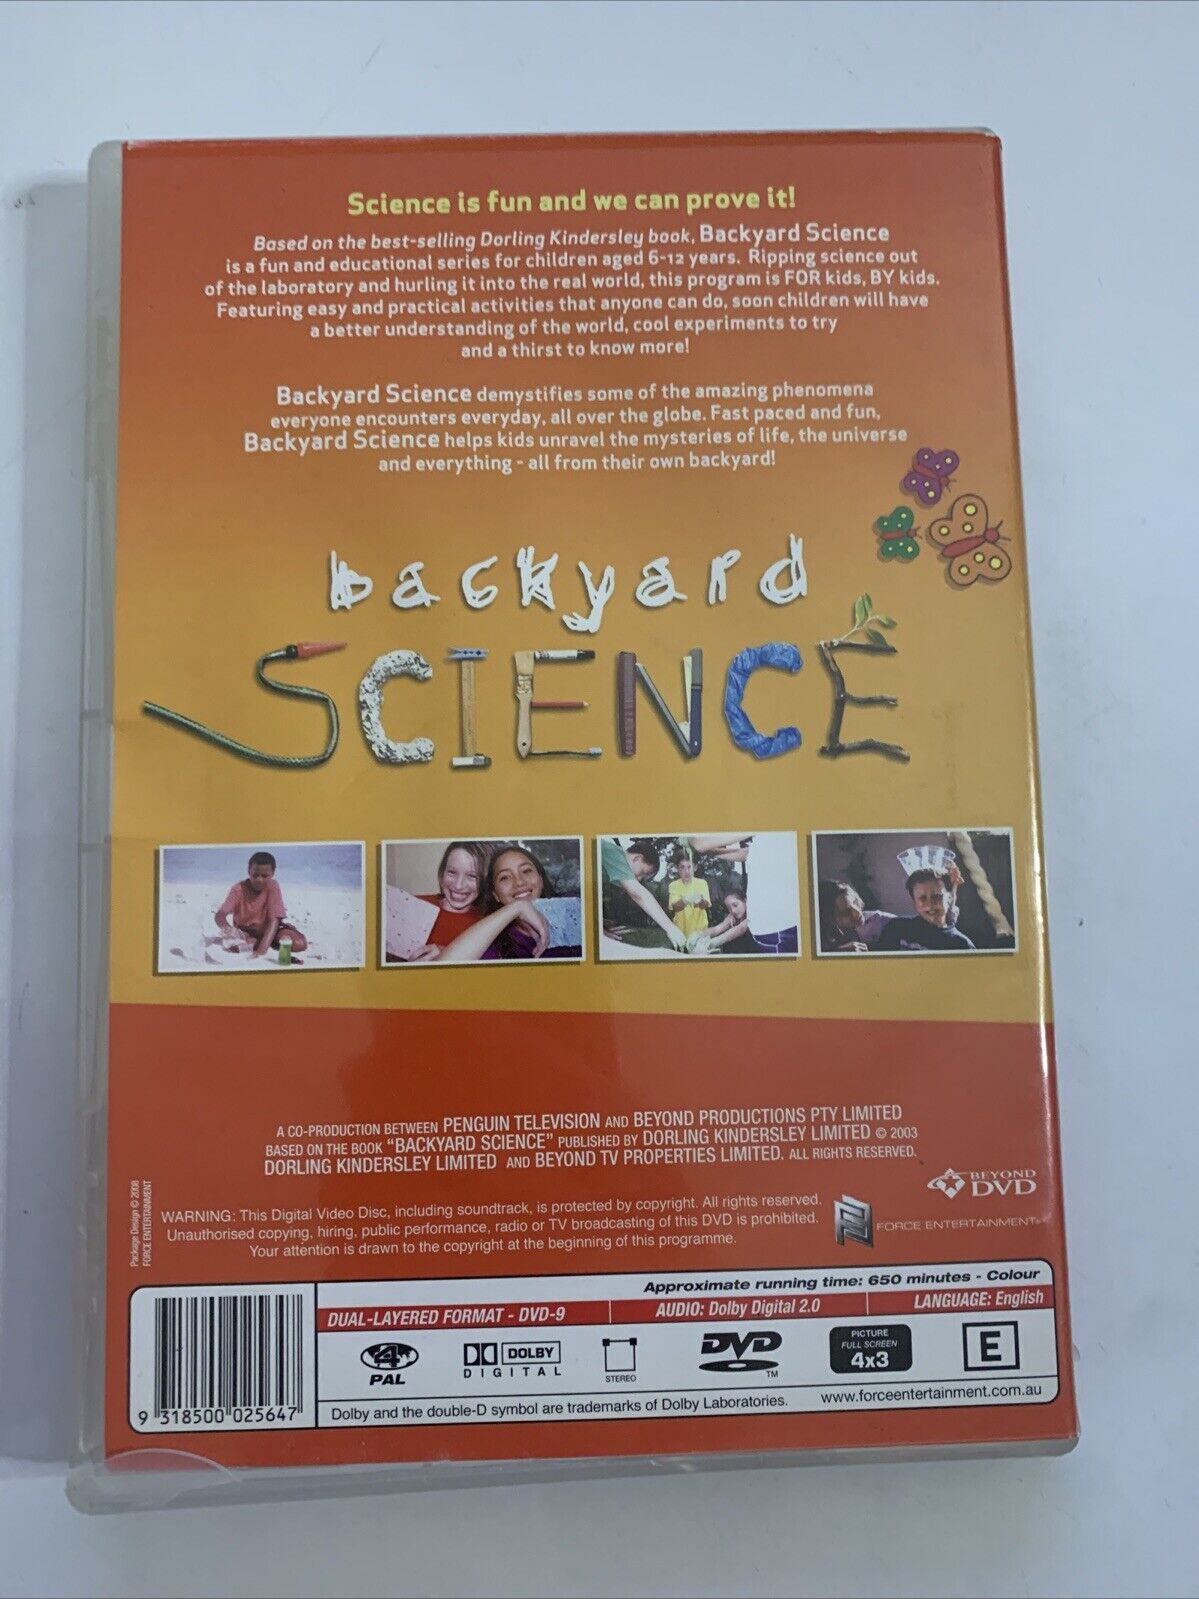 Science is fun and we can prove it!
Based on the best-selling Dorling Kindersley book, Backyard Science
is a fun and educational series for children aged 6-12 years. Ripping science out
of the laboratory and hurling it into the real world, this program is FOR kids, BY kids.
Featuring easy and practical activities that anyone can do, soon children will have
a better understanding of the world, cool experiments to try
and a thirst to know more!
Backyard Science demystifies some of the amazing phenomena
everyone encounters everyday, all over the globe. Fast paced and fun,
Backyard Science helps kids unravel the mysteries of life, the universe
and everything - all from their own backyard!
backyard
SCIENCE
A CO-PRODUCTION BETWEEN PENGUIN TELEVISION AND BEYOND PRODUCTIONS PTY LIMITED
BASED ON THE BOOK "BACKYARD SCIENCE" PUBLISHED BY DORLING KINDERSLEY LIMITED © 2003
DORLING KINDERSLEY LIMITED AND BEYOND TV PROPERTIES LIMITED. ALL RIGHTS RESERVED.
BEYOND
DVD
Package Design © 2008
FORCE ENTERTAINMENT
WARNING: This Digital Video Disc, including soundtrack, is protected by copyright. All rights reserved.
Unauthorised copying, hiring, public performance, radio or TV broadcasting of this DVD is prohibited.
Your attention is drawn to the copyright at the beginning of this programme.
FORCE ENTERTAINMENT
Approximate running time: 650 minutes - Colour
DUAL-LAYERED FORMAT - DVD-9
AUDIO: Dolby Digital 2.0
LANGUAGE: English
4
PAL
DOLBY
DIGITAL
STEREO
DVD
TM
PICTURE
FULL SCREEN
4x3
E
9 318500 025647
Dolby and the double-D symbol are trademarks of Dolby Laboratories.
www.forceentertainment.com.au